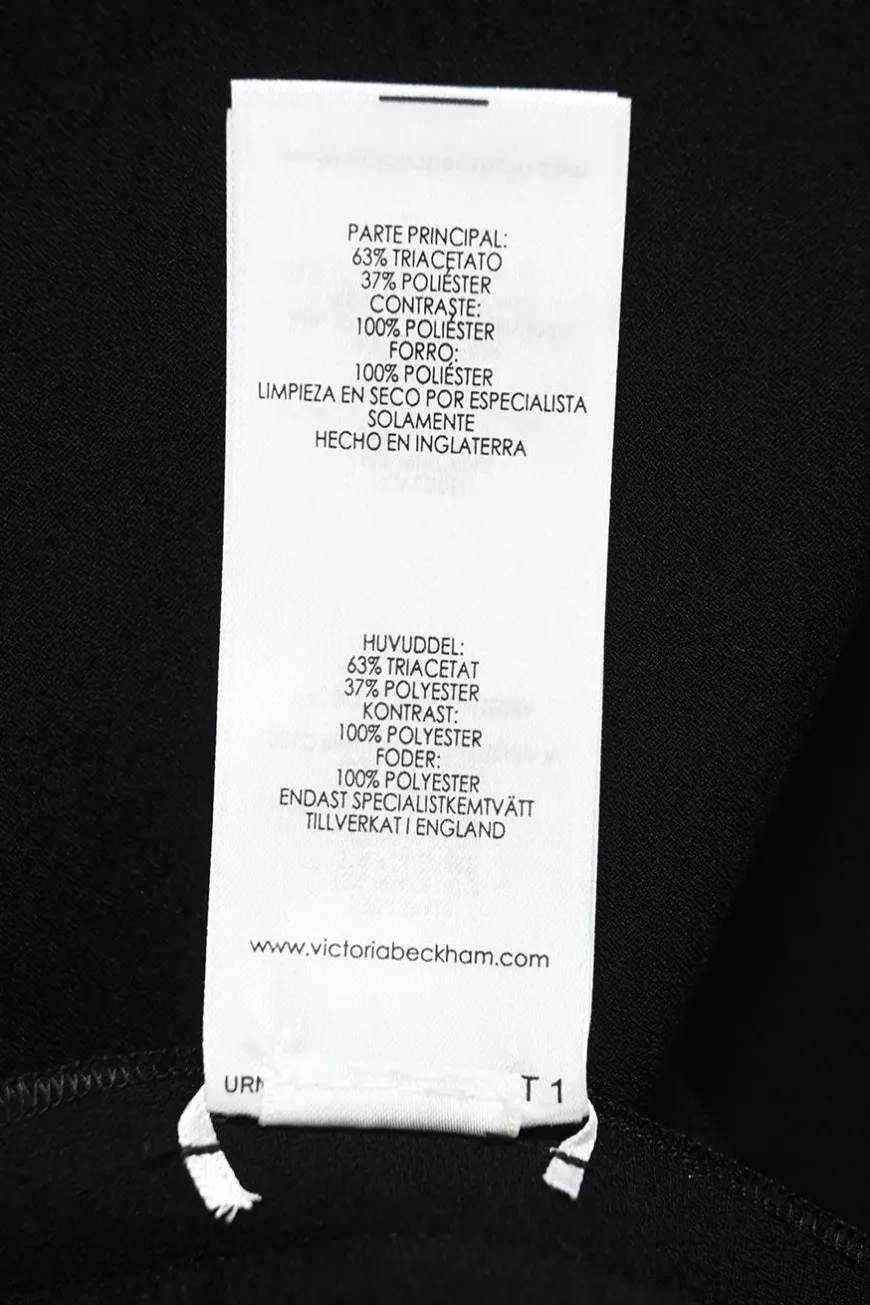 PARTE PRINCIPAL:
63% TRIACETATO
37% POLIÉSTER
CONTRASTE:
100% POLIÉSTER
FORRO:
100% POLIÉSTER
LIMPIEZA EN SECO POR ESPECIALISTA
SOLAMENTE
HECHO EN INGLATERRA
HUVUDDEL:
63% TRIACETAT
37% POLYESTER
KONTRAST:
100% POLYESTER
FODER:
100% POLYESTER
ENDAST SPECIALISTKEMTVÄTT
TILLVERKAT I ENGLAND
www.victoriabeckham.com
T 1